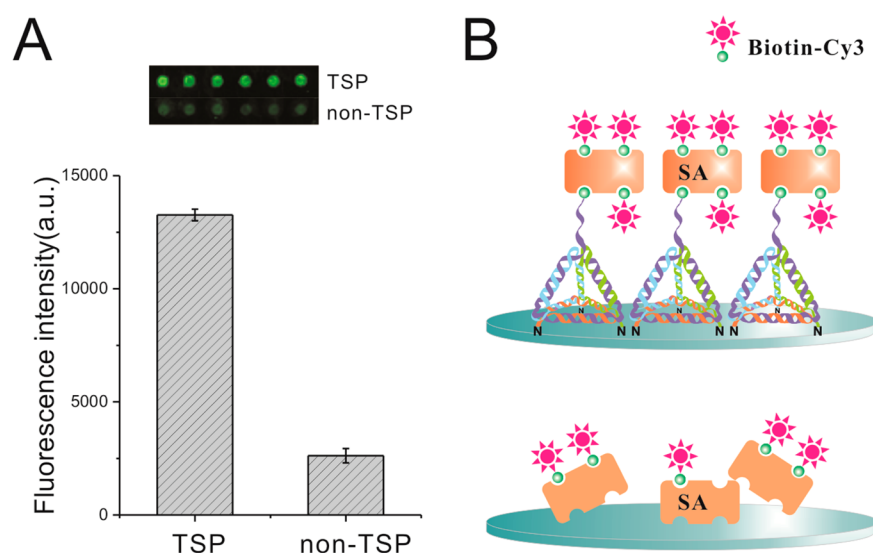 A
TSP
non-TSP
Fluorescence intensity(a.u.)
15000
10000
5000
0
TSP non-TSP
B
Biotin-Cy3
SA
N N N N N N N
SA